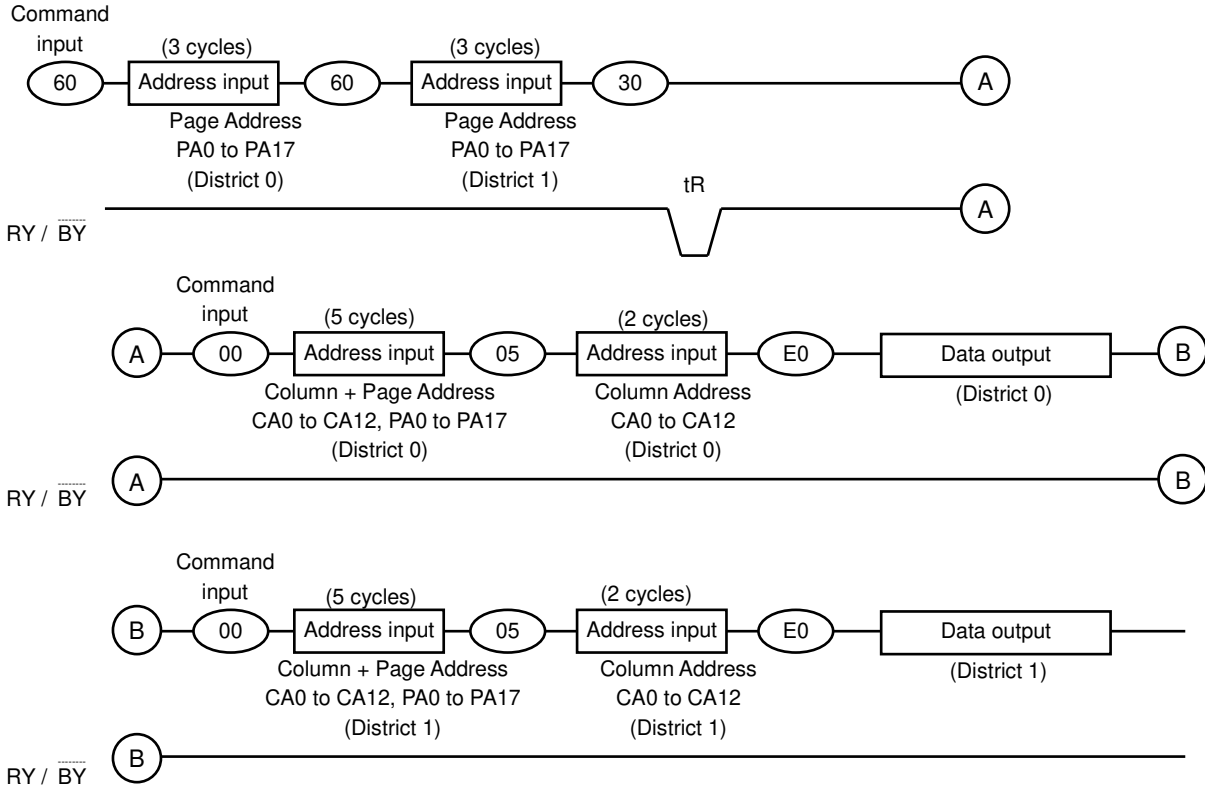 Command
input
(3 cycles)
(3 cycles)
60
Address input
60
Address input
30
A
Page Address
PA0 to PA17
(District 0)
Page Address
PA0 to PA17
(District 1)
tR
A
RY / BY
Command
input
(5 cycles)
(2 cycles)
A
00
Address input
05
Address input
E0
Data output
B
Column + Page Address
CA0 to CA12, PA0 to PA17
(District 0)
Column Address
CA0 to CA12
(District 0)
(District 0)
A
B
RY / BY
Command
input
(5 cycles)
(2 cycles)
B
00
Address input
05
Address input
E0
Data output
Column + Page Address
CA0 to CA12, PA0 to PA17
(District 1)
Column Address
CA0 to CA12
(District 1)
(District 1)
B
RY / BY